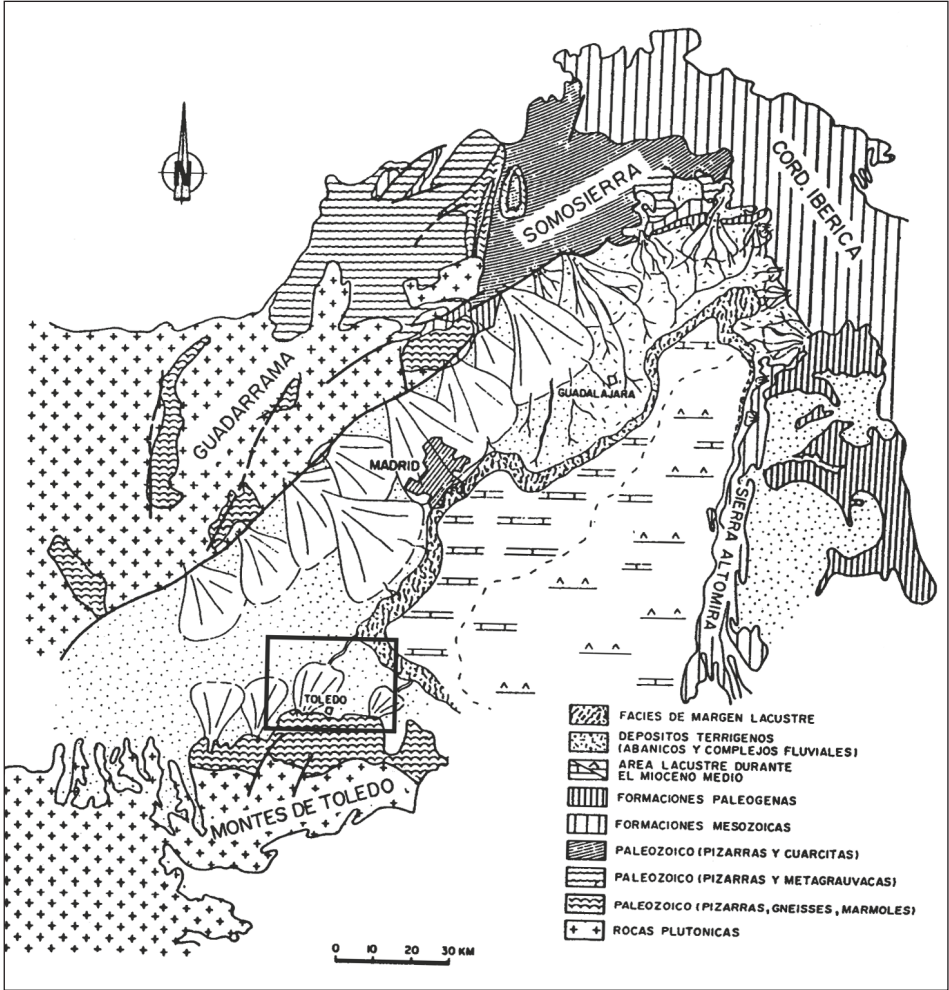 N
CORD. IBERICA
SOMOSIERRA
GUADARRAMA
GUADALAJARA
MADRID
SIERRA ALTOMIRA
TOLEDO
MONTES DE TOLEDO
FACIES DE MARGEN LACUSTRE
DEPOSITOS TERRIGENOS
(ABANICOS Y COMPLEJOS FLUVIALES)
AREA LACUSTRE DURANTE
EL MIOCENO MEDIO
FORMACIONES PALEOGENAS
FORMACIONES MESOZOICAS
PALEOZOICO (PIZARRAS Y CUARCITAS)
PALEOZOICO (PIZARRAS Y METAGRAUVACAS)
PALEOZOICO (PIZARRAS, GNEISSES, MARMOLES)
ROCAS PLUTONICAS
0 10 20 30 KM